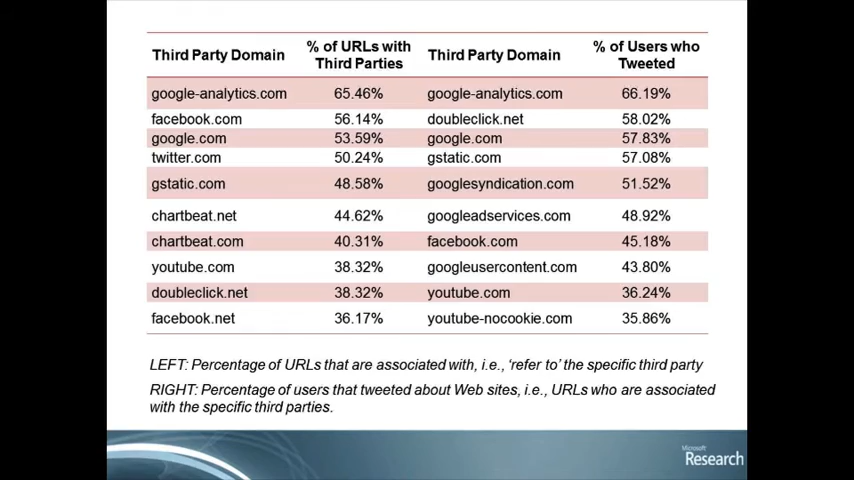 Third Party Domain % of URLs with Third Parties Third Party Domain % of Users who Tweeted
google-analytics.com 65.46% google-analytics.com 66.19%
facebook.com 56.14% doubleclick.net 58.02%
google.com 53.59% google.com 57.83%
twitter.com 50.24% gstatic.com 57.08%
gstatic.com 48.58% googlesyndication.com 51.52%
chartbeat.net 44.62% googleadservices.com 48.92%
chartbeat.com 40.31% facebook.com 45.18%
youtube.com 38.32% googleusercontent.com 43.80%
doubleclick.net 38.32% youtube.com 36.24%
facebook.net 36.17% youtube-nocookie.com 35.86%
LEFT: Percentage of URLs that are associated with, i.e., ‘refer to’ the specific third party
RIGHT: Percentage of users that tweeted about Web sites, i.e., URLs who are associated
with the specific third parties.
Microsoft
Research